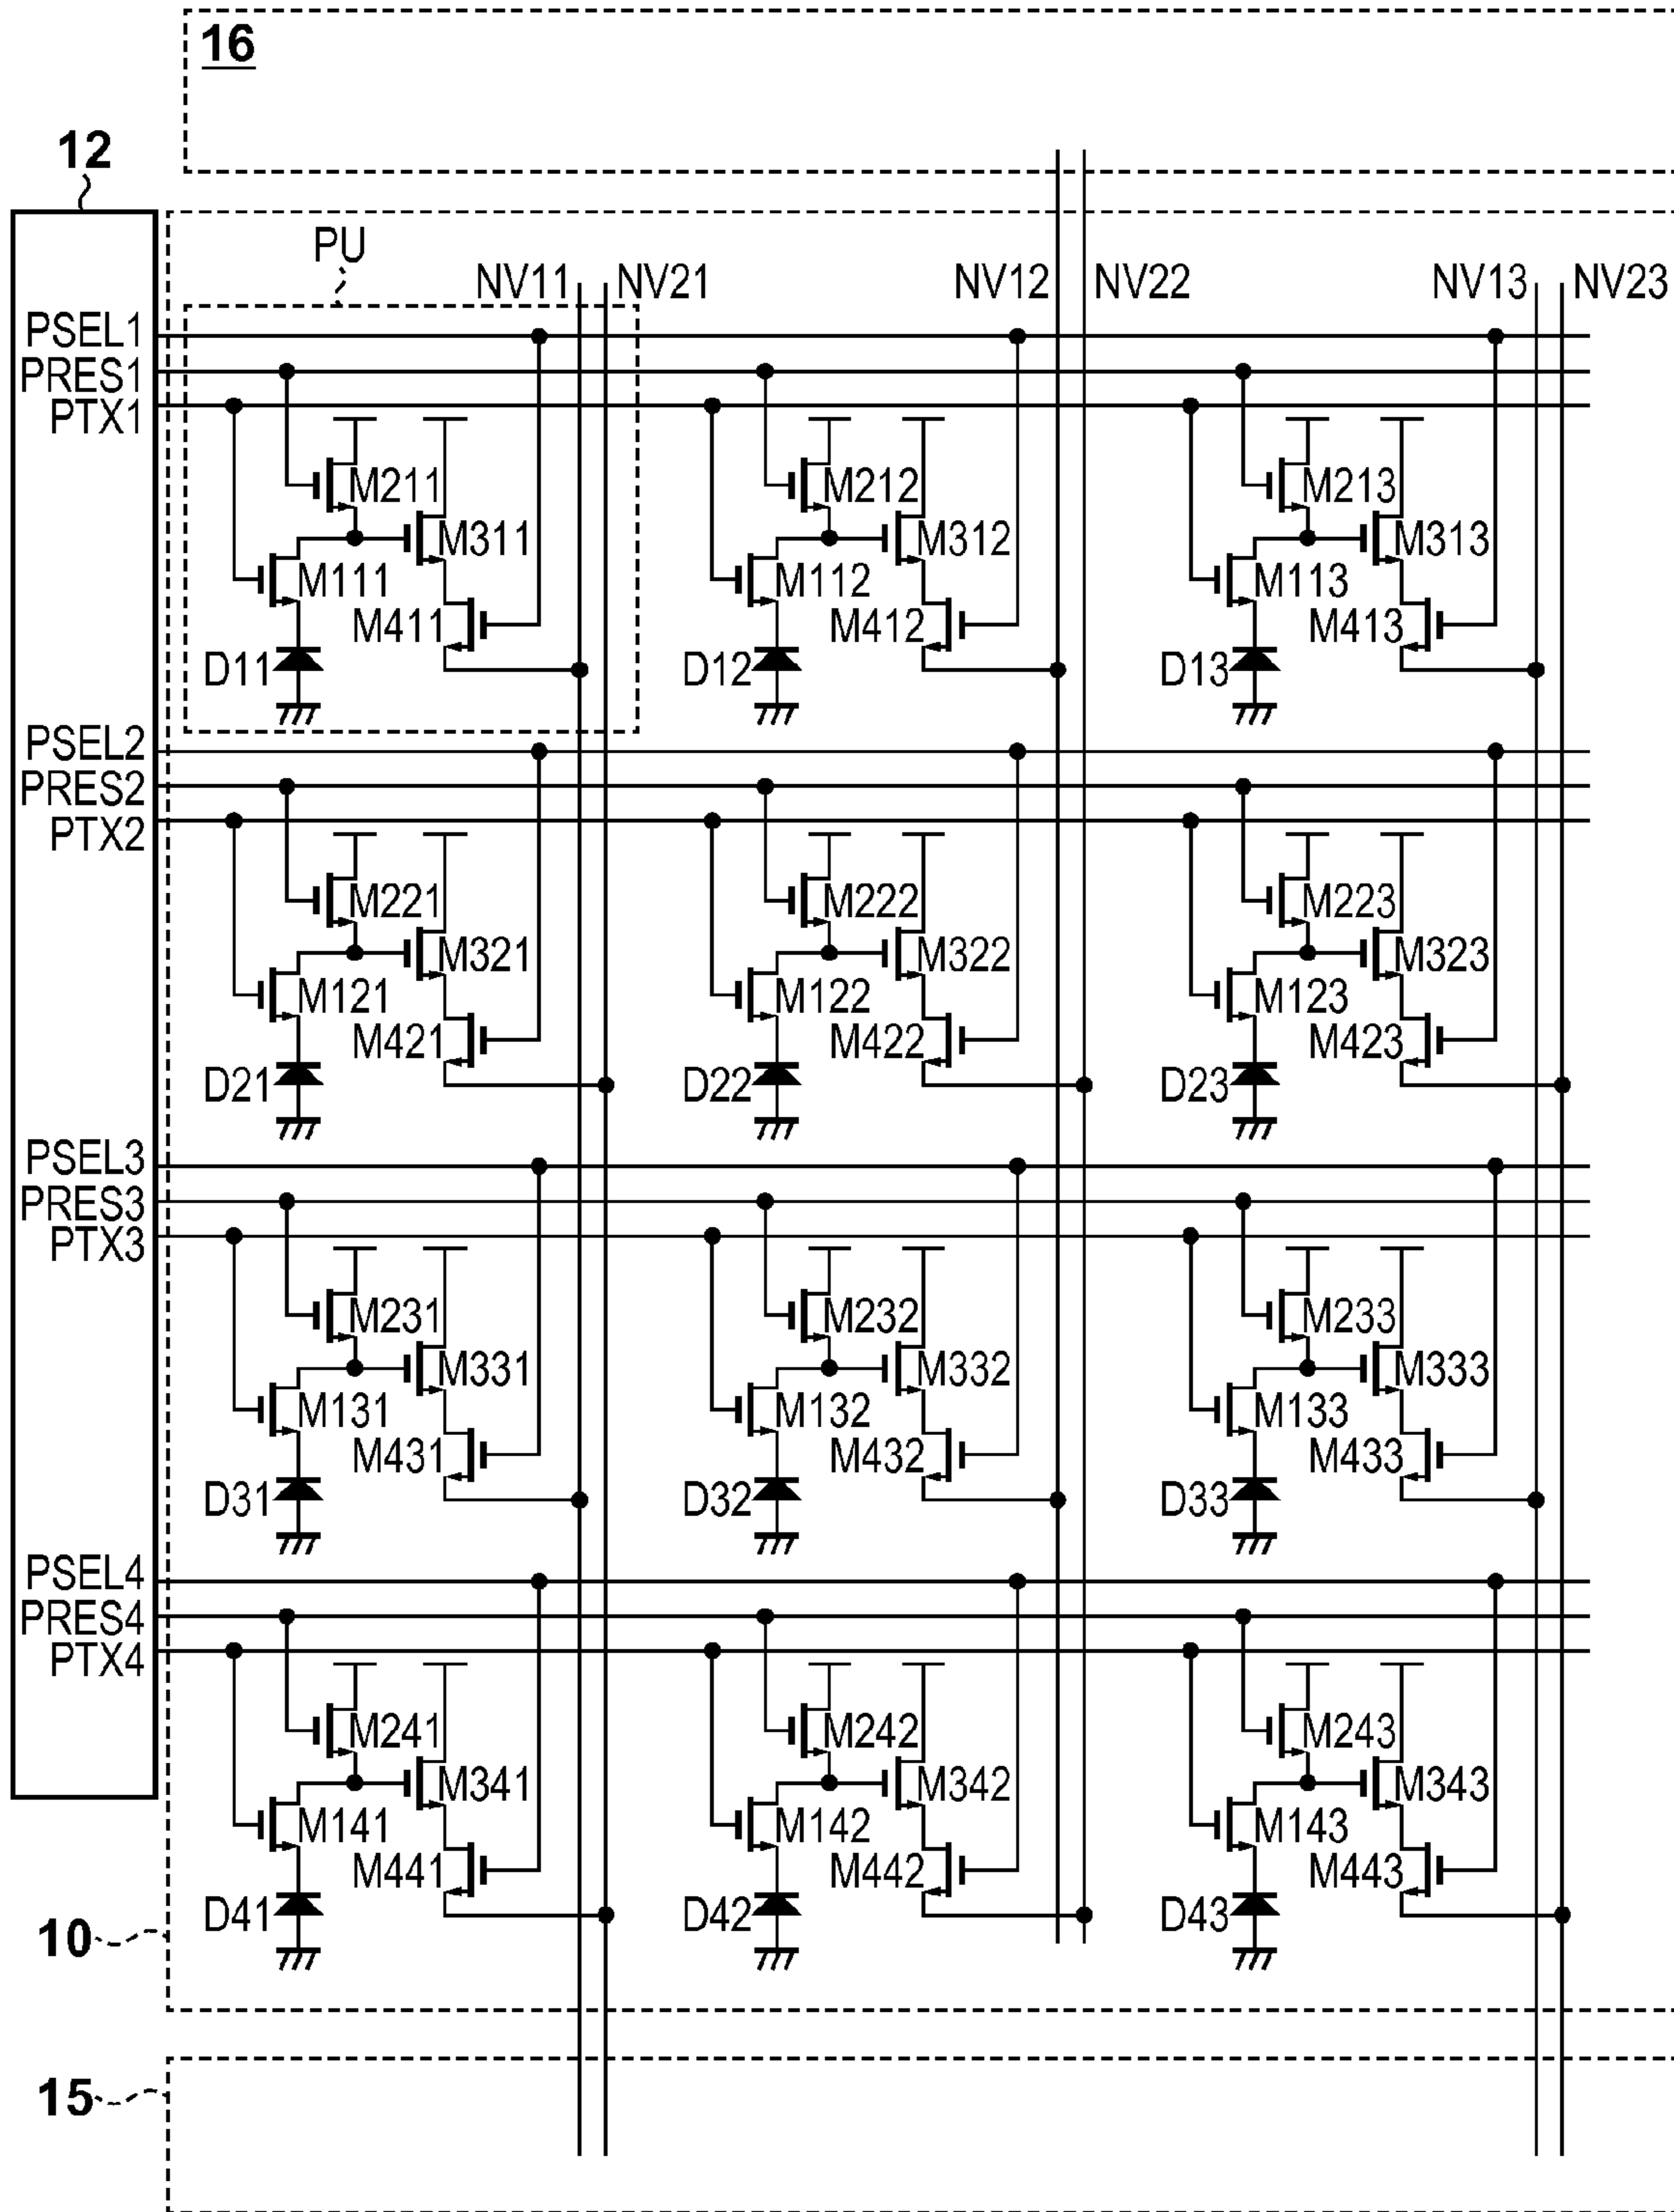 16
12
PU
NV11 NV21 NV12 NV22 NV13 NV23
PSEL1
PRES1
PTX1
M211 M212 M213
M311 M312 M313
M111 M112 M113
M411 M412 M413
D11 D12 D13
PSEL2
PRES2
PTX2
M221 M222 M223
M321 M322 M323
M121 M122 M123
M421 M422 M423
D21 D22 D23
PSEL3
PRES3
PTX3
M231 M232 M233
M331 M332 M333
M131 M132 M133
M431 M432 M433
D31 D32 D33
PSEL4
PRES4
PTX4
M241 M242 M243
M341 M342 M343
M141 M142 M143
M441 M442 M443
D41 D42 D43
10
15